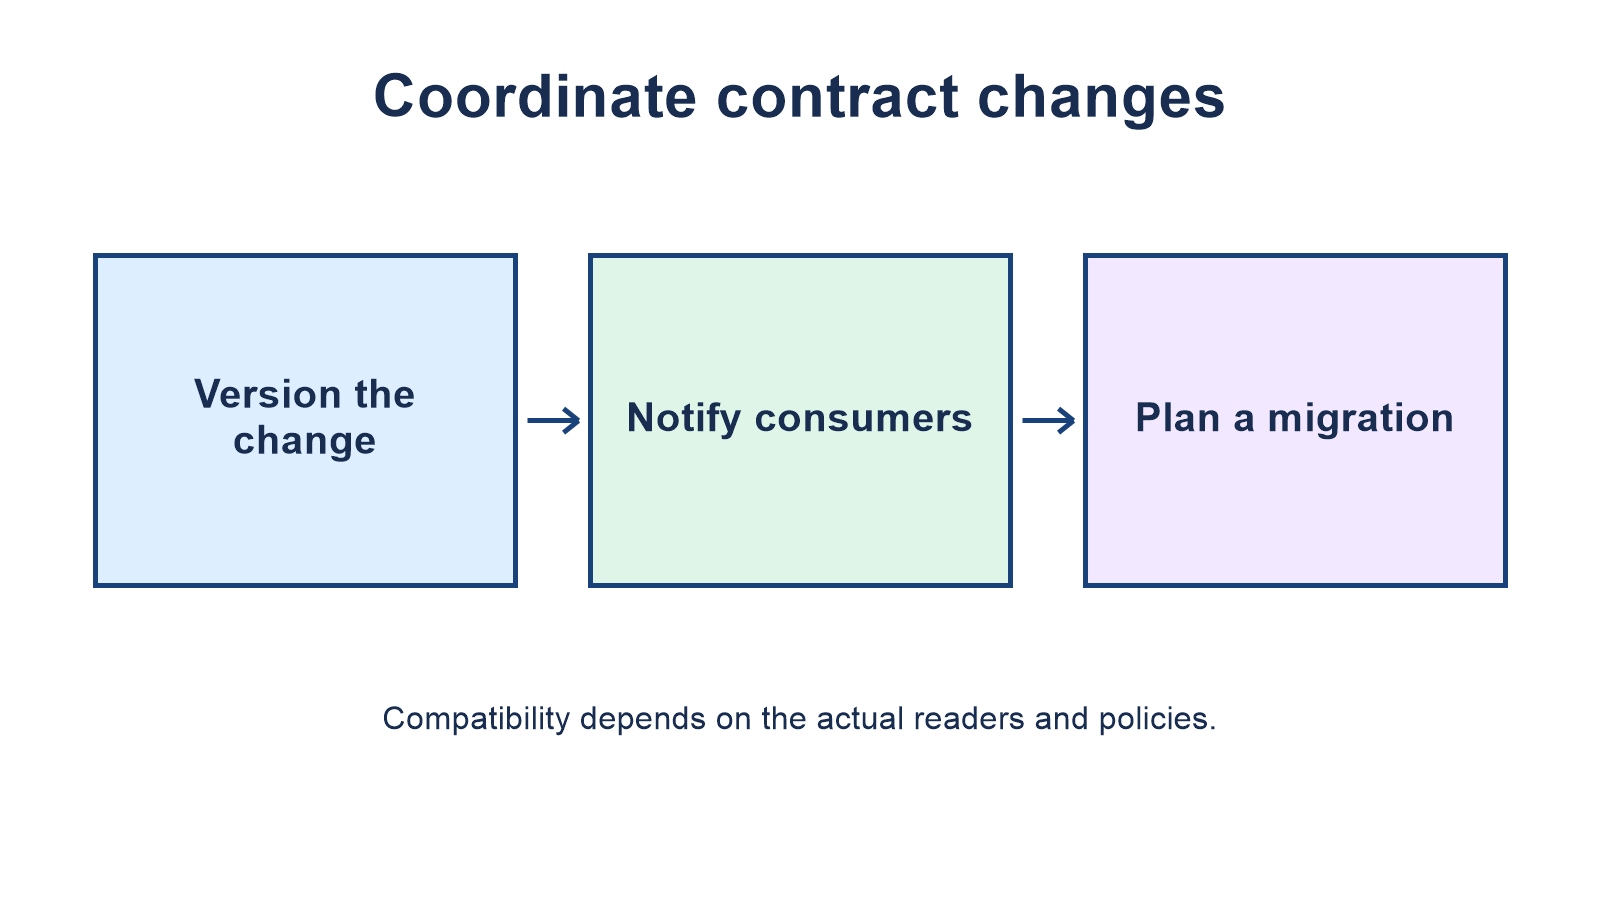 Coordinate contract changes
Version the
change
Notify consumers
Plan a migration
Compatibility depends on the actual readers and policies.